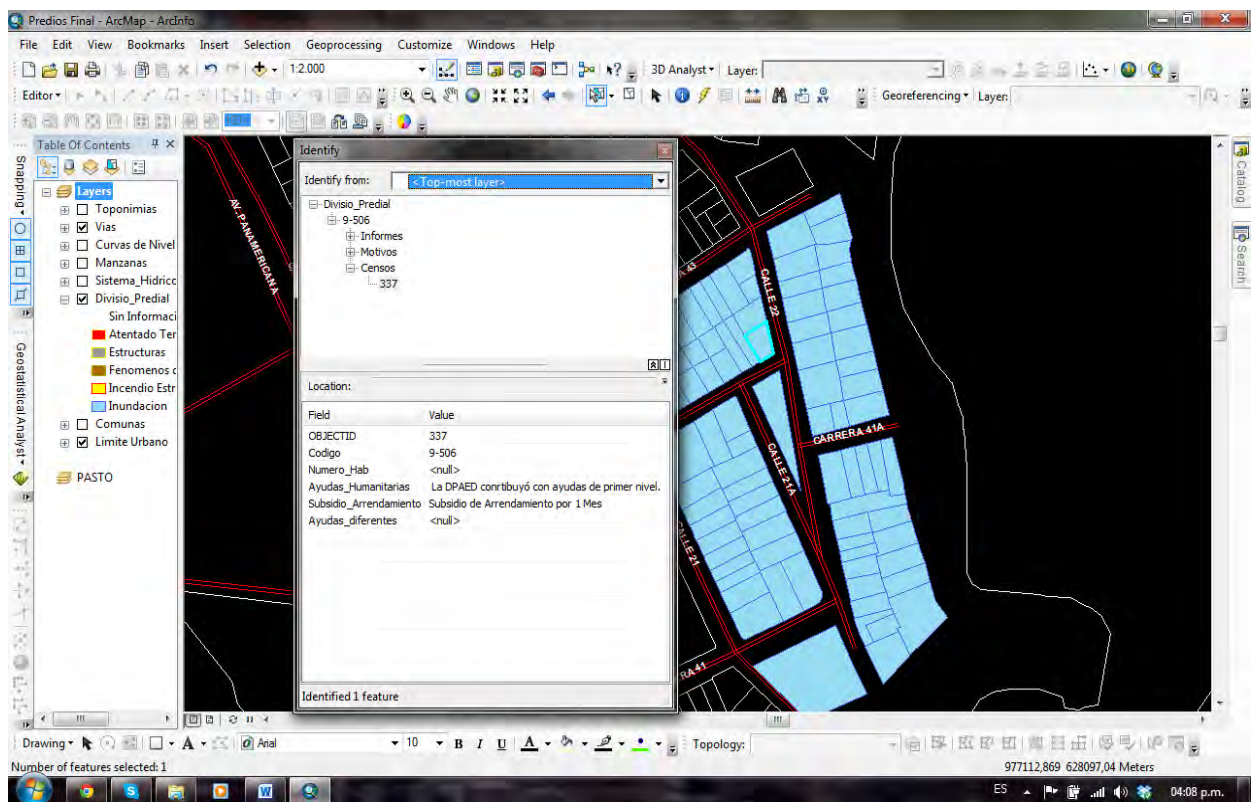 Predios Final - ArcMap - ArcInfo
File Edit View Bookmarks Insert Selection Geoprocessing Customize Windows Help
1:2.000 3D Analyst Layer:
Editor Georeferencing Layer:
Table Of Contents
Snapping
Layers
Toponimias
Vias
Curvas de Nivel
Manzanas
Sistema_Hidricc
Divisio_Predial
Sin Informaci
Atentado Ter
Estructuras
Fenomenos c
Incendio Estr
Inundacion
Comunas
Limite Urbano
PASTO
Geostatistical Analyst
Identify
Identify from: <Top-most layer>
Divisio_Predial
9-506
Informes
Motivos
Censos
337
Location:
Field Value
OBJECTID 337
Codigo 9-506
Numero_Hab <null>
Ayudas_Humanitarias La DPAED conrtibuyó con ayudas de primer nivel.
Subsidio_Arrendamiento Subsidio de Arrendamiento por 1 Mes
Ayudas_diferentes <null>
Identified 1 feature
AV. PANAMERICANA
A 43
CALLE 22
CARRERA 41A
CALLE 21A
CALLE 21
RA 41
Catalog
Search
Drawing A Arial 10 B I U A Topology:
Number of features selected: 1 977112,869 628097,04 Meters
ES 04:08 p.m.